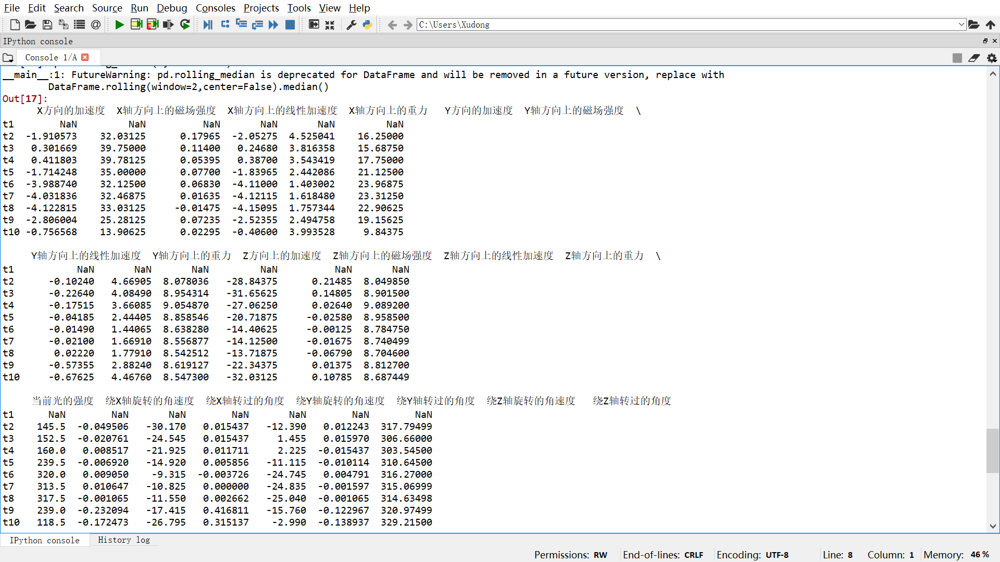 File Edit Search Source Run Debug Consoles Projects Tools View Help
C:\Users\Xudong
IPython console
Console 1/A
__main__:1: FutureWarning: pd.rolling_median is deprecated for DataFrame and will be removed in a future version, replace with
DataFrame.rolling(window=2,center=False).median()
Out[17]:
X方向的加速度 X轴方向上的磁场强度 X轴方向上的线性加速度 X轴方向上的重力 Y方向的加速度 Y轴方向上的磁场强度 \
t1 NaN NaN NaN NaN NaN NaN
t2 -1.910573 32.03125 0.17965 -2.05275 4.525041 16.25000
t3 0.301669 39.75000 0.11400 0.24680 3.816358 15.68750
t4 0.411803 39.78125 0.05395 0.38700 3.543419 17.75000
t5 -1.714248 35.00000 0.07700 -1.83965 2.442086 21.12500
t6 -3.988740 32.12500 0.06830 -4.11000 1.403002 23.96875
t7 -4.031836 32.46875 0.01635 -4.12115 1.618480 23.31250
t8 -4.122815 33.03125 -0.01475 -4.15095 1.757344 22.90625
t9 -2.806004 25.28125 0.07235 -2.52355 2.494758 19.15625
t10 -0.756568 13.90625 0.02295 -0.40600 3.993528 9.84375
Y轴方向上的线性加速度 Y轴方向上的重力 Z方向上的加速度 Z轴方向上的磁场强度 Z轴方向上的线性加速度 Z轴方向上的重力 \
t1 NaN NaN NaN NaN NaN NaN
t2 -0.10240 4.66905 8.078036 -28.84375 0.21485 8.049850
t3 -0.22640 4.08490 8.954314 -31.65625 0.14805 8.901500
t4 -0.17515 3.66085 9.054870 -27.06250 0.02640 9.089200
t5 -0.04185 2.44405 8.858546 -20.71875 -0.02580 8.958500
t6 -0.01490 1.44065 8.638280 -14.40625 -0.00125 8.784750
t7 -0.02100 1.66910 8.556877 -14.12500 -0.01675 8.740499
t8 0.02220 1.77910 8.542512 -13.71875 -0.06790 8.704600
t9 -0.57355 2.88240 8.619127 -22.34375 0.01375 8.812700
t10 -0.67625 4.46760 8.547300 -32.03125 0.10785 8.687449
当前光的强度 绕X轴旋转的角速度 绕X轴转过的角度 绕Y轴旋转的角速度 绕Y轴转过的角度 绕Z轴旋转的角速度 绕Z轴转过的角度
t1 NaN NaN NaN NaN NaN NaN NaN
t2 145.5 -0.049506 -30.170 0.015437 -12.390 0.012243 317.79499
t3 152.5 -0.020761 -24.545 0.015437 1.455 0.015970 306.66000
t4 160.0 0.008517 -21.925 0.011711 2.225 -0.015437 303.54500
t5 239.5 -0.006920 -14.920 0.005856 -11.115 -0.010114 310.64500
t6 320.0 0.009050 -9.315 -0.003726 -24.745 0.004791 316.27000
t7 313.5 0.010647 -10.825 0.000000 -24.835 -0.001597 315.06999
t8 317.5 -0.001065 -11.550 0.002662 -25.040 -0.001065 314.63498
t9 239.0 -0.232094 -17.415 0.416811 -15.760 -0.122967 320.97499
t10 118.5 -0.172473 -26.795 0.315137 -2.990 -0.138937 329.21500
IPython console History log
Permissions: RW End-of-lines: CRLF Encoding: UTF-8 Line: 8 Column: 1 Memory: 46 %